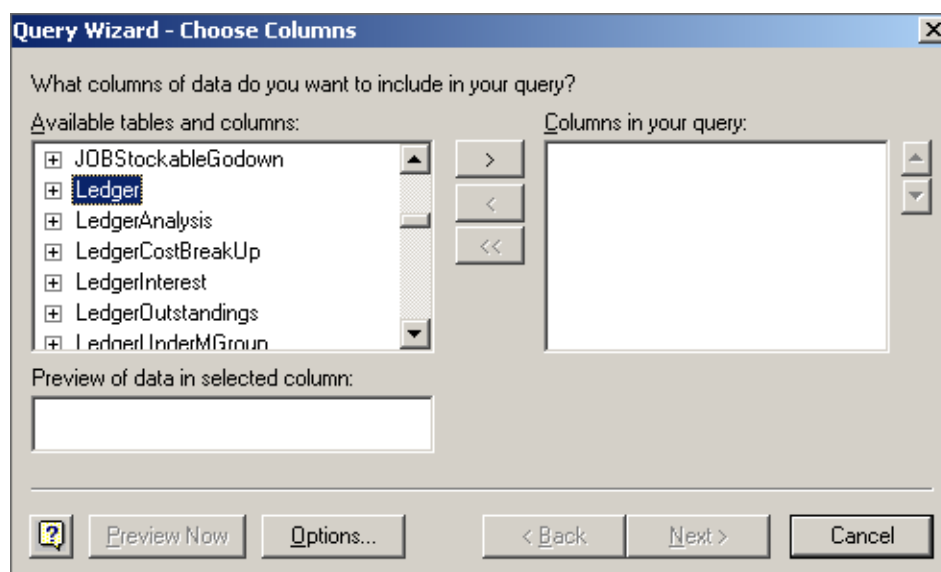 Query Wizard - Choose Columns
What columns of data do you want to include in your query?
Available tables and columns:
Columns in your query:
JOBStockableGodown
Ledger
LedgerAnalysis
LedgerCostBreakUp
LedgerInterest
LedgerOutstandings
LedgerUnderMGroup
>
<
<<
Preview of data in selected column:
Preview Now
Options...
< Back
Next >
Cancel